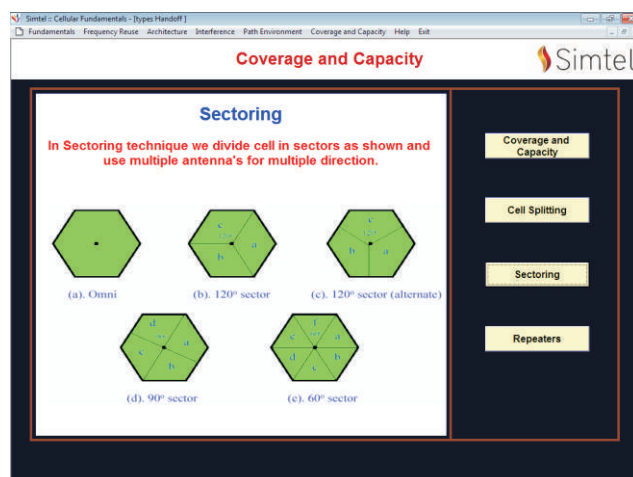 Simtel :: Cellular Fundamentals - [types Handoff ]
Fundamentals Frequency Reuse Architecture Interference Path Environment Coverage and Capacity Help Exit
Coverage and Capacity
Simtel
Sectoring
In Sectoring technique we divide cell in sectors as shown and
use multiple antenna's for multiple direction.
Coverage and
Capacity
Cell Splitting
Sectoring
Repeaters
c
120°
a
b
c
120°
b
a
(a). Omni
(b). 120° sector
(c). 120° sector (alternate)
d
a
c
b
f
e
a
d
b
c
(d). 90° sector
(e). 60° sector